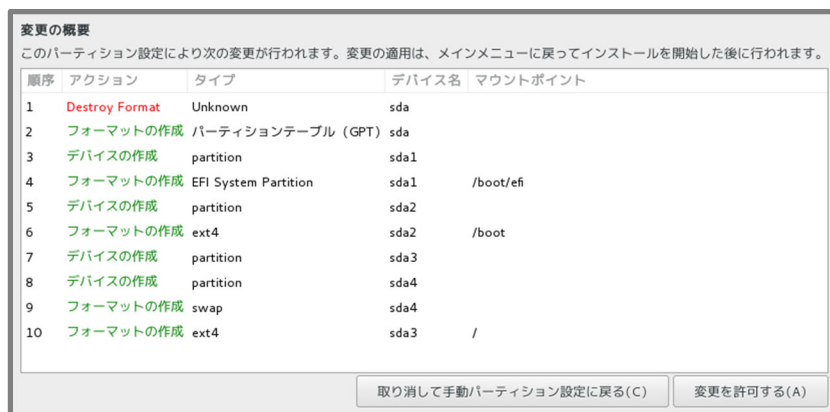 変更の概要
このパーティション設定により次の変更が行われます。変更の適用は、メインメニューに戻ってインストールを開始した後に行われます。
順序 アクション タイプ デバイス名 マウントポイント
1 Destroy Format Unknown sda
2 フォーマットの作成 パーティションテーブル (GPT) sda
3 デバイスの作成 partition sda1
4 フォーマットの作成 EFI System Partition sda1 /boot/efi
5 デバイスの作成 partition sda2
6 フォーマットの作成 ext4 sda2 /boot
7 デバイスの作成 partition sda3
8 デバイスの作成 partition sda4
9 フォーマットの作成 swap sda4
10 フォーマットの作成 ext4 sda3 /
取り消して手動パーティション設定に戻る(C) 変更を許可する(A)